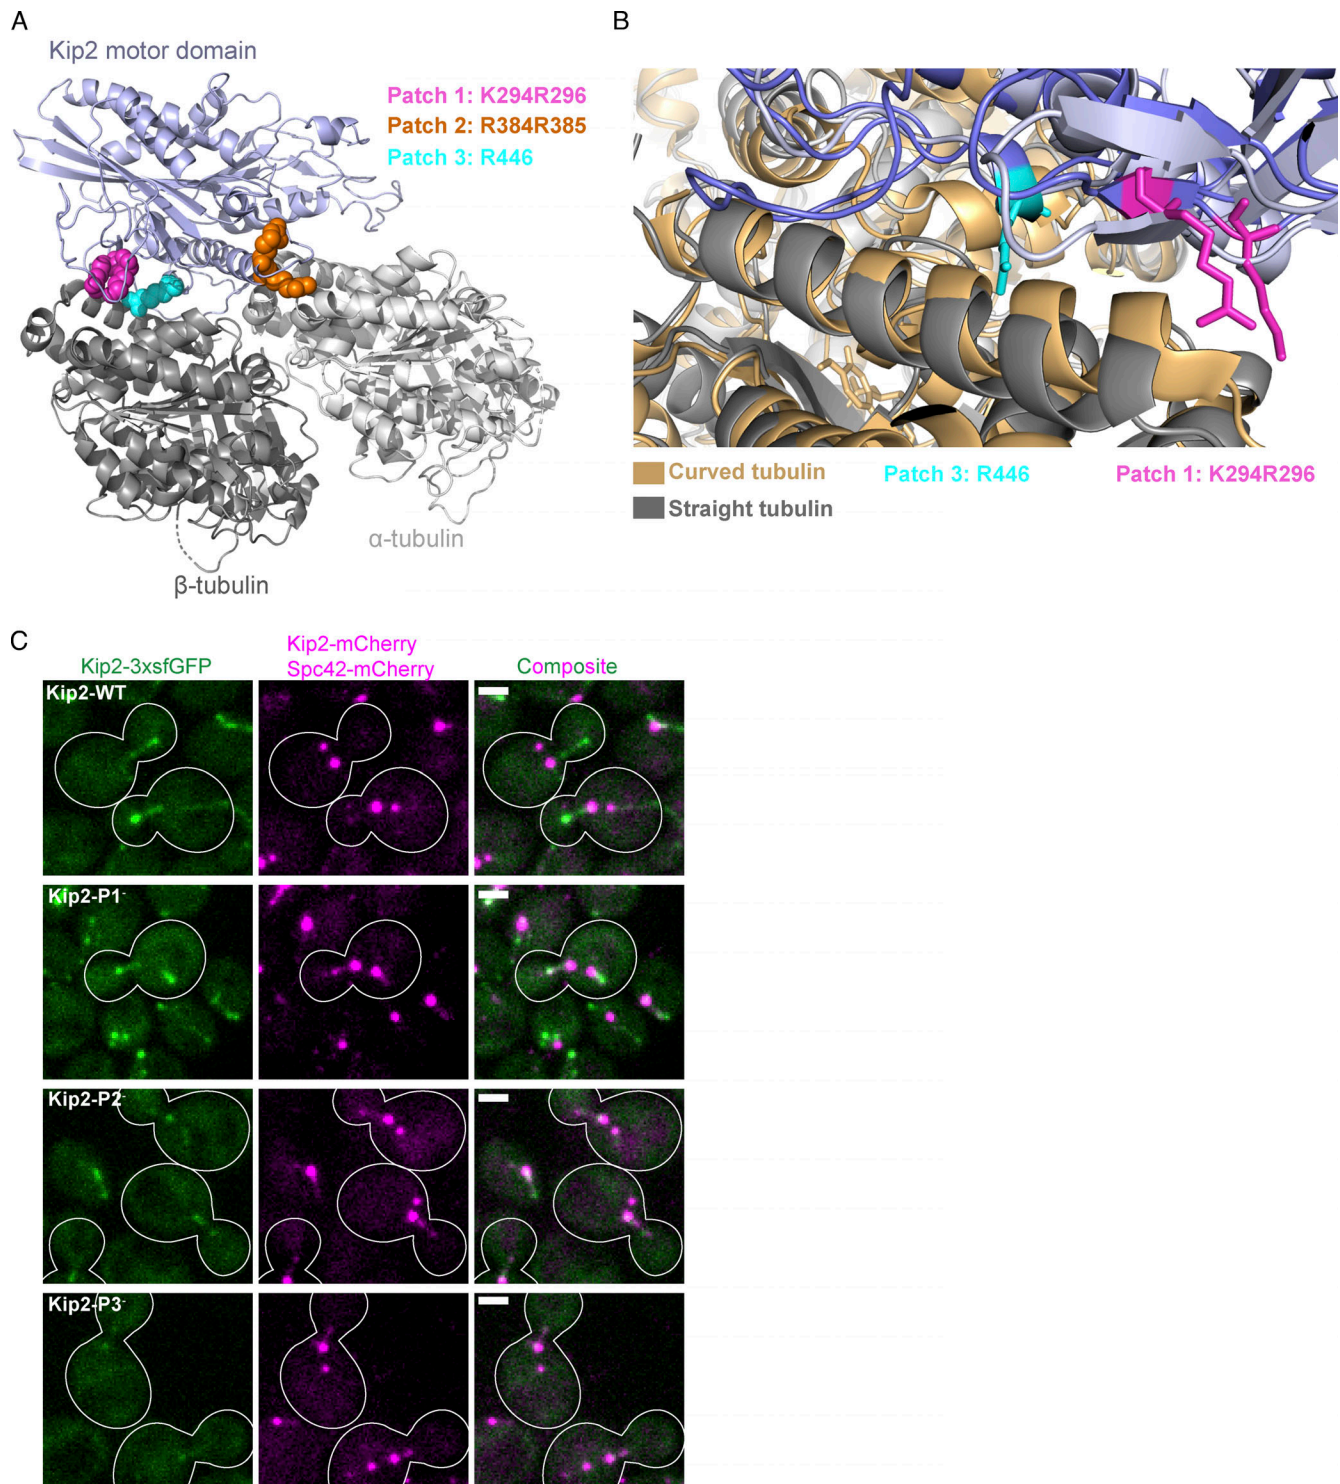 A
Kip2 motor domain
Patch 1: K294R296
Patch 2: R384R385
Patch 3: R446
α-tubulin
β-tubulin
B
Curved tubulin
Patch 3: R446
Patch 1: K294R296
Straight tubulin
C
Kip2-3xsfGFP
Kip2-mCherry
Spc42-mCherry
Composite
Kip2-WT
Kip2-P1⁻
Kip2-P2⁻
Kip2-P3⁻